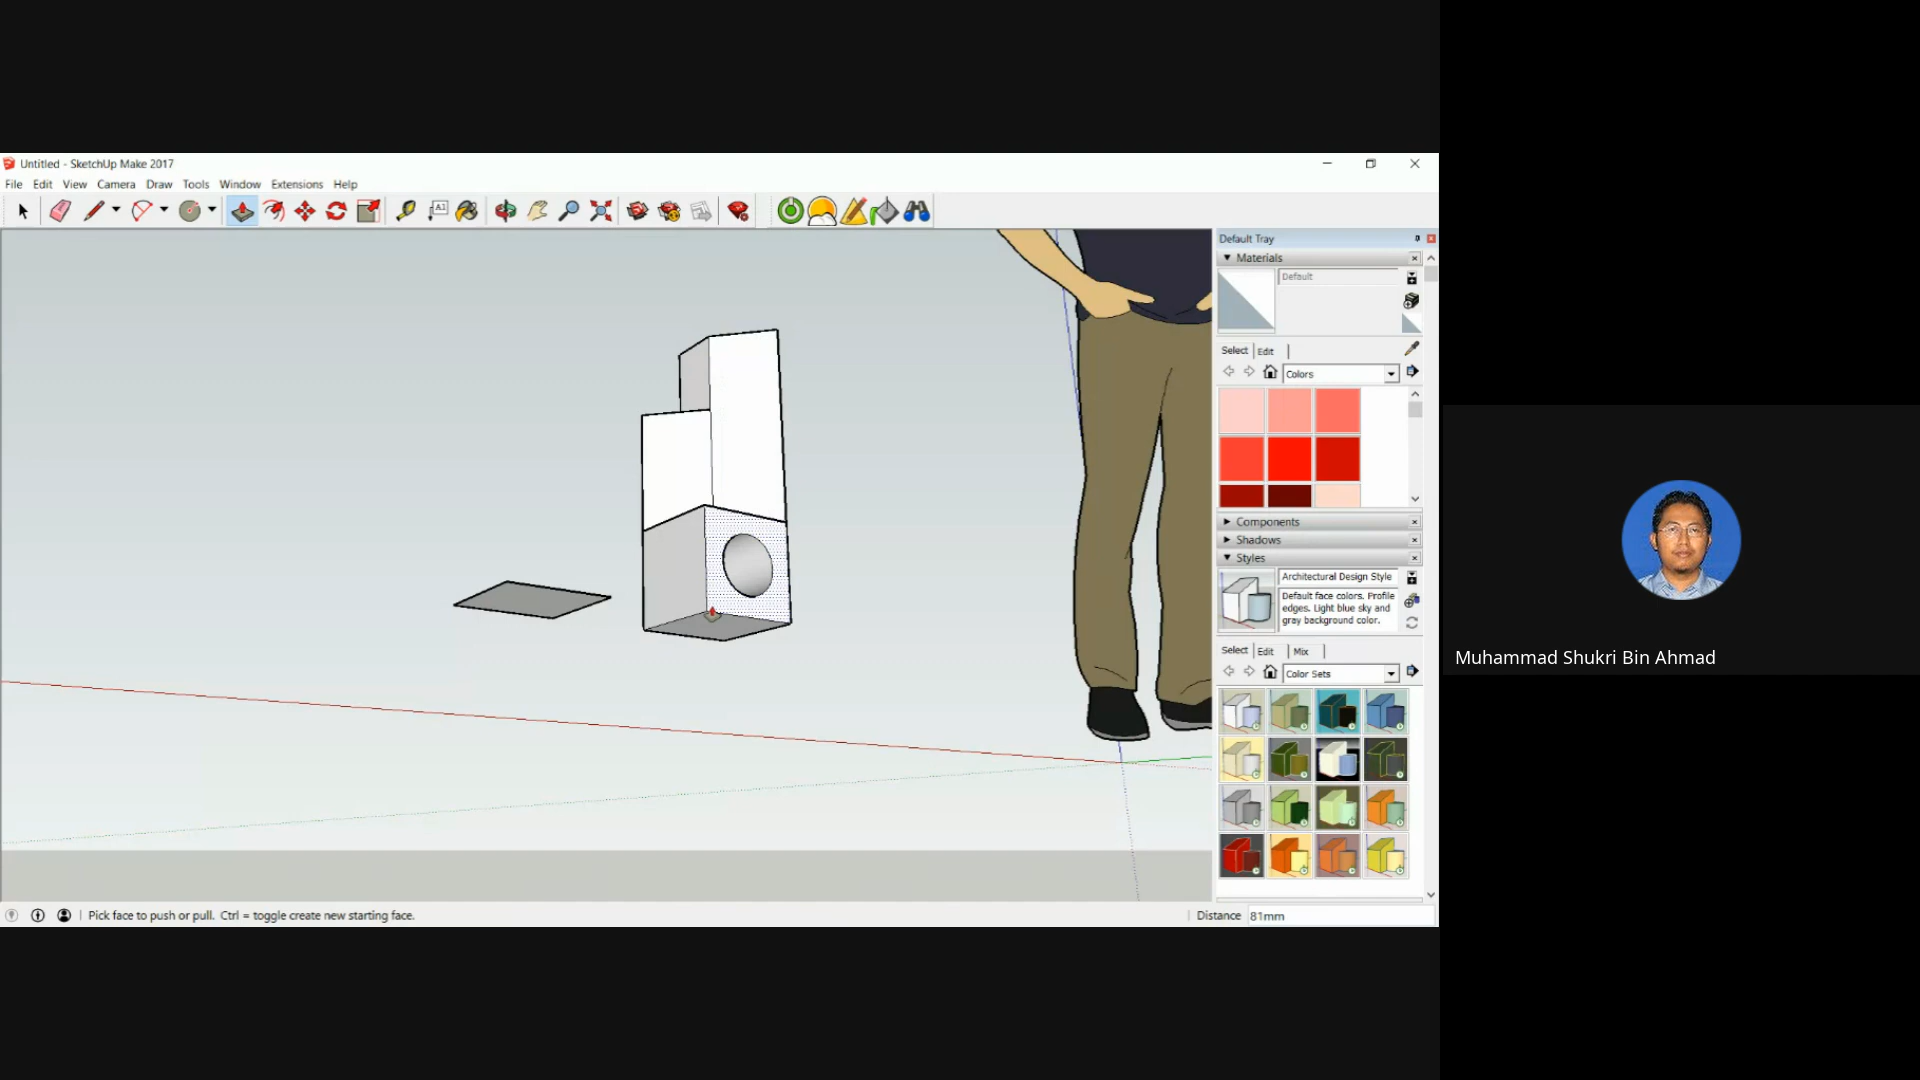 Untitled - SketchUp Make 2017
File Edit View Camera Draw Tools Window Extensions Help
A1
Default Tray
Materials
Default
Select Edit
Colors
Components
Shadows
Styles
Architectural Design Style
Default face colors. Profile
edges. Light blue sky and
gray background color.
Select Edit Mix
Color Sets
Pick face to push or pull. Ctrl = toggle create new starting face.
Distance 81mm
Muhammad Shukri Bin Ahmad